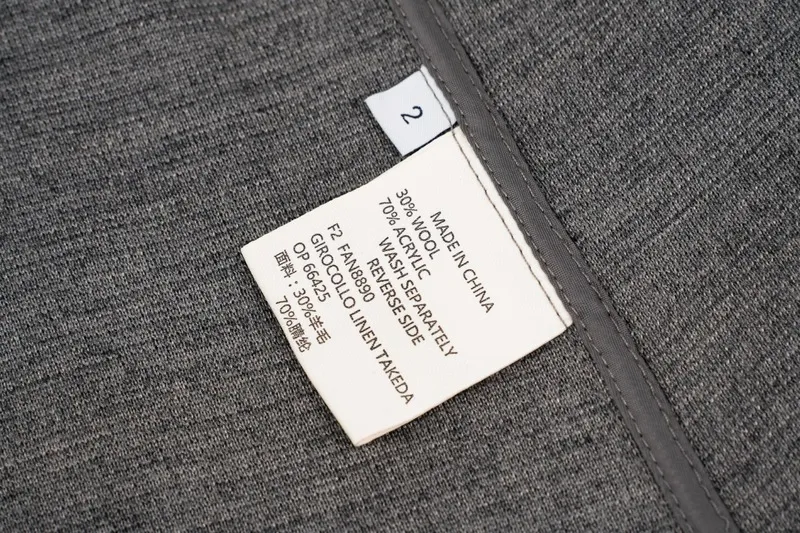 2
MADE IN CHINA
30% WOOL
70% ACRYLIC
WASH SEPARATELY
REVERSE SIDE
F2 FAN8890
GIROCOLLO LINEN TAKEDA
OP 66425
面料：30%羊毛
70%腈纶